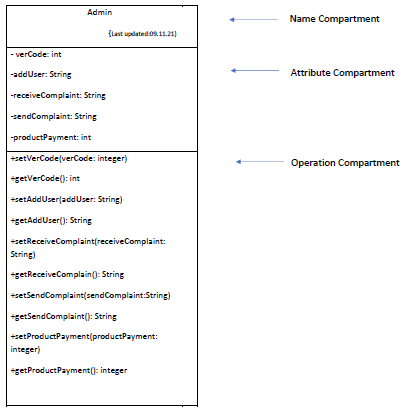 Admin
Name Compartment
{Last updated:09.11.21}
- verCode: int
-addUser: String
Attribute Compartment
-receiveComplaint: String
-sendComplaint: String
-productPayment: int
+setVerCode(verCode: integer)
Operation Compartment
+getVerCode(): int
+setAddUser(addUser: String)
+getAddUser(): String
+setReceiveComplaint(receiveComplaint:
String)
+getReceiveComplain(): String
+setSendComplaint(sendComplaint:String)
+getSendComplaint(): String
+setProductPayment(productPayment:
integer)
+getProductPayment(): integer